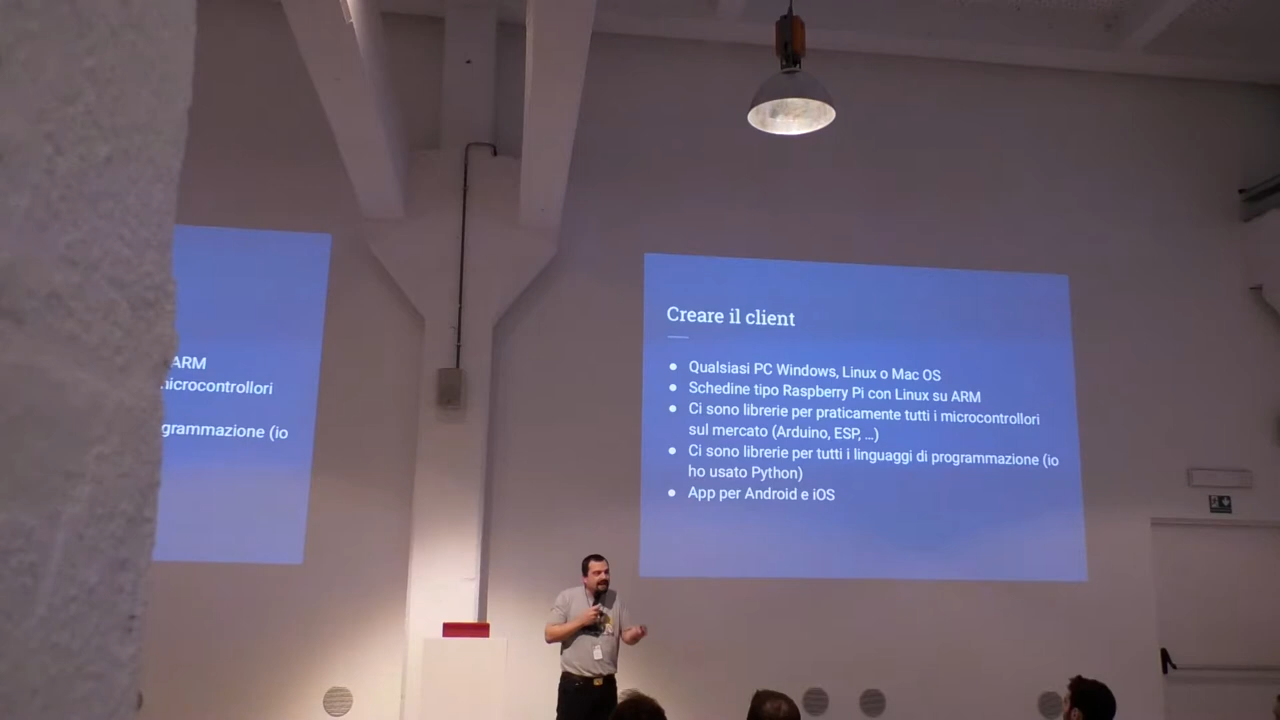 ARM
microcontrollori
grammazione (io
Creare il client
● Qualsiasi PC Windows, Linux o Mac OS
● Schedine tipo Raspberry Pi con Linux su ARM
● Ci sono librerie per praticamente tutti i microcontrollori
sul mercato (Arduino, ESP, ...)
● Ci sono librerie per tutti i linguaggi di programmazione (io
ho usato Python)
● App per Android e iOS